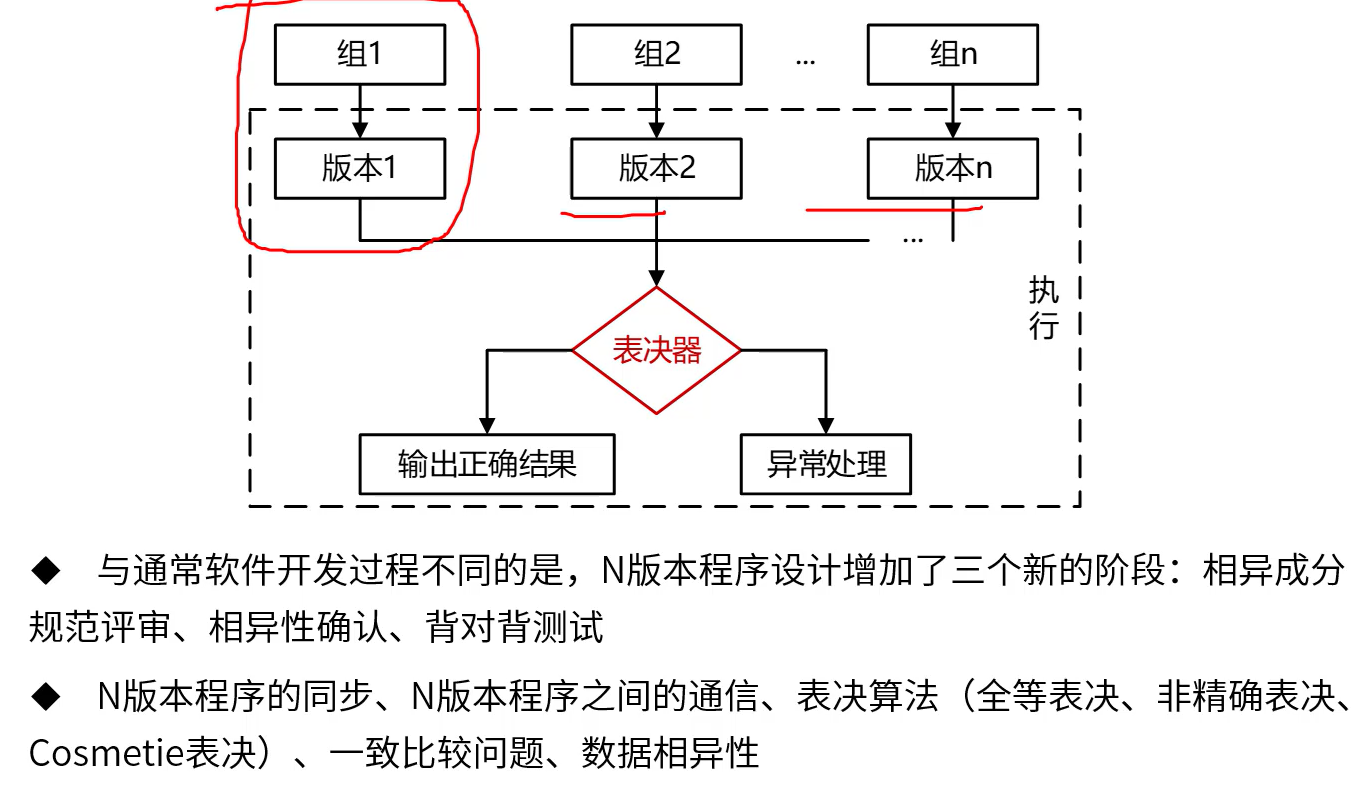 组1 组2 ... 组n
版本1 版本2 版本n
...
执
行
表决器
输出正确结果 异常处理
◆ 与通常软件开发过程不同的是，N版本程序设计增加了三个新的阶段：相异成分
规范评审、相异性确认、背对背测试
◆ N版本程序的同步、N版本程序之间的通信、表决算法（全等表决、非精确表决、
Cosmetie表决）、一致比较问题、数据相异性